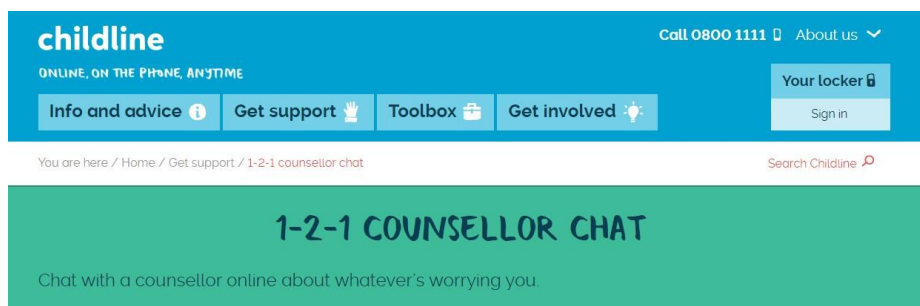 childline
Call 0800 1111 About us
ONLINE, ON THE PHONE, ANYTIME
Your locker
Info and advice Get support Toolbox Get involved
Sign in
You are here / Home / Get support / 1-2-1 counsellor chat
Search Childline
1-2-1 COUNSELLOR CHAT
Chat with a counsellor online about whatever's worrying you.